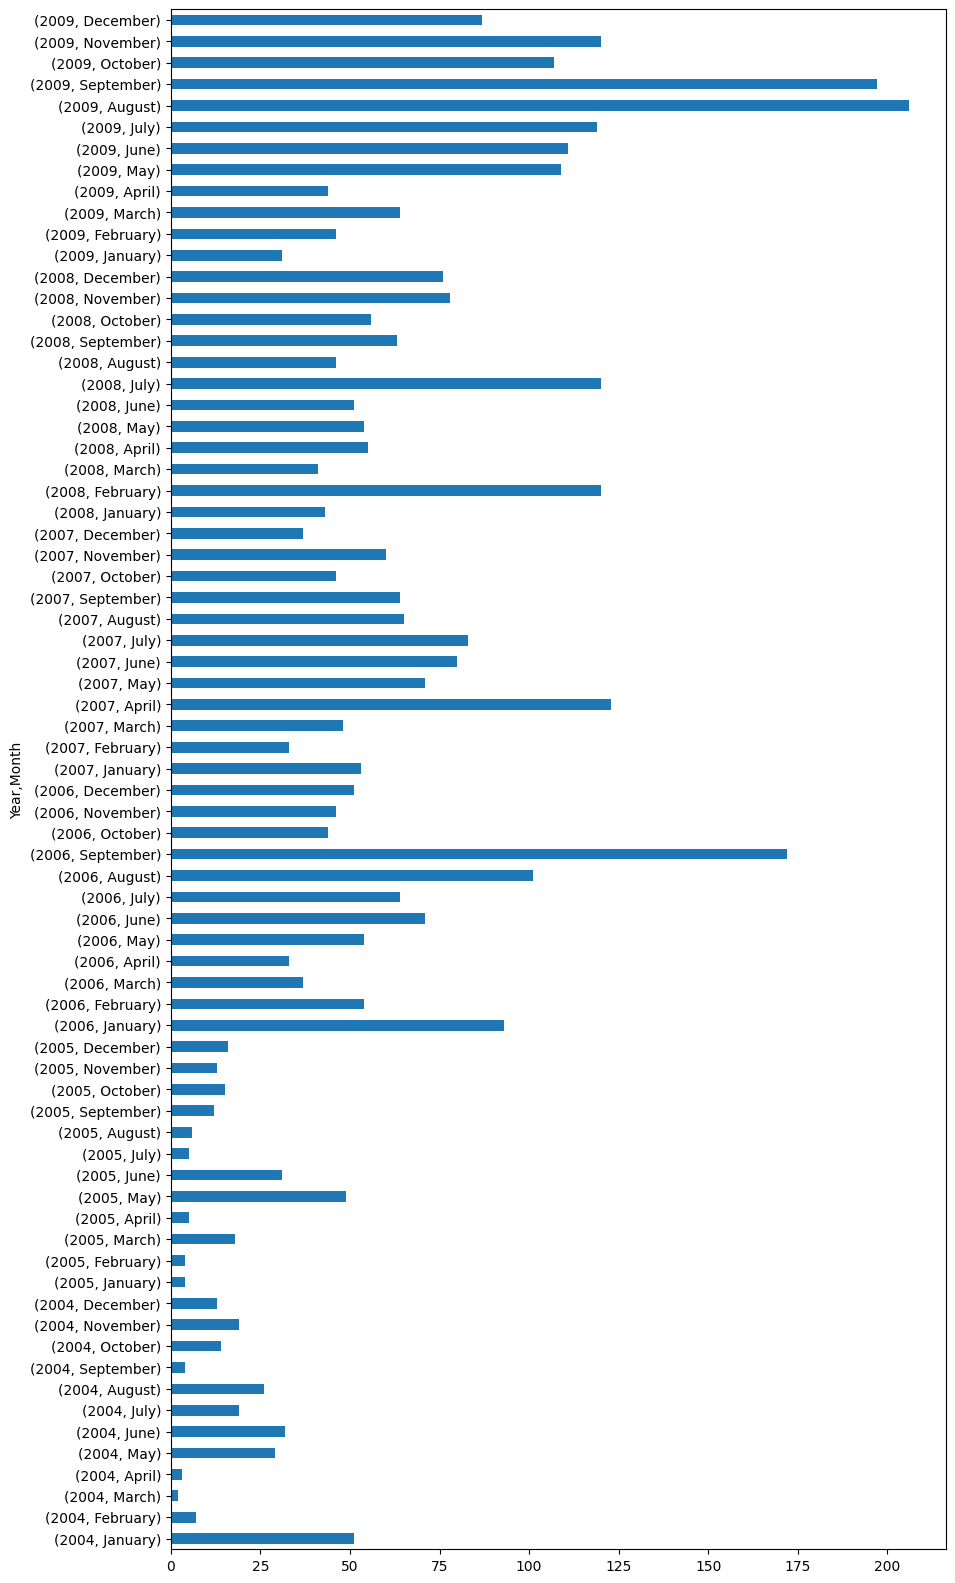 (2009, December)
(2009, November)
(2009, October)
(2009, September)
(2009, August)
(2009, July)
(2009, June)
(2009, May)
(2009, April)
(2009, March)
(2009, February)
(2009, January)
(2008, December)
(2008, November)
(2008, October)
(2008, September)
(2008, August)
(2008, July)
(2008, June)
(2008, May)
(2008, April)
(2008, March)
(2008, February)
(2008, January)
(2007, December)
(2007, November)
(2007, October)
(2007, September)
(2007, August)
(2007, July)
(2007, June)
(2007, May)
(2007, April)
(2007, March)
(2007, February)
(2007, January)
(2006, December)
(2006, November)
(2006, October)
(2006, September)
(2006, August)
(2006, July)
(2006, June)
(2006, May)
(2006, April)
(2006, March)
(2006, February)
(2006, January)
(2005, December)
(2005, November)
(2005, October)
(2005, September)
(2005, August)
(2005, July)
(2005, June)
(2005, May)
(2005, April)
(2005, March)
(2005, February)
(2005, January)
(2004, December)
(2004, November)
(2004, October)
(2004, September)
(2004, August)
(2004, July)
(2004, June)
(2004, May)
(2004, April)
(2004, March)
(2004, February)
(2004, January)
Year,Month
0 25 50 75 100 125 150 175 200